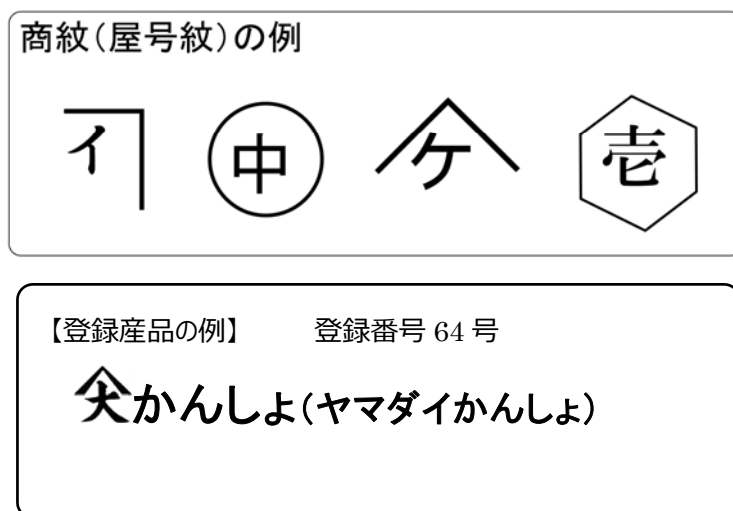 商紋(屋号紋)の例
イ 中 ケ 壱
【登録産品の例】 登録番号 64 号
大かんしょ(ヤマダイかんしょ)